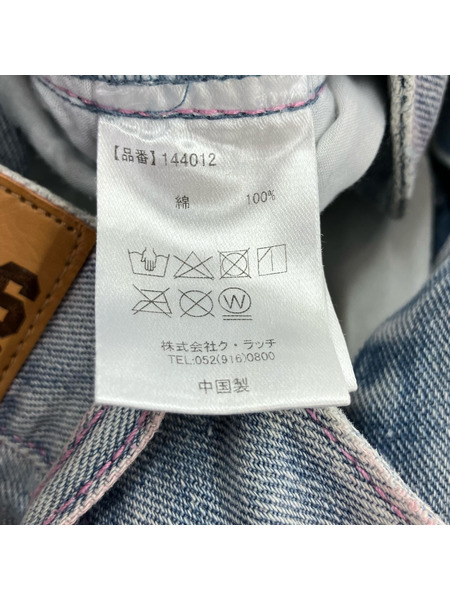 【品番】144012
綿 100%
W
株式会社ク・ラッチ
TEL:052(916)0800
中国製
S